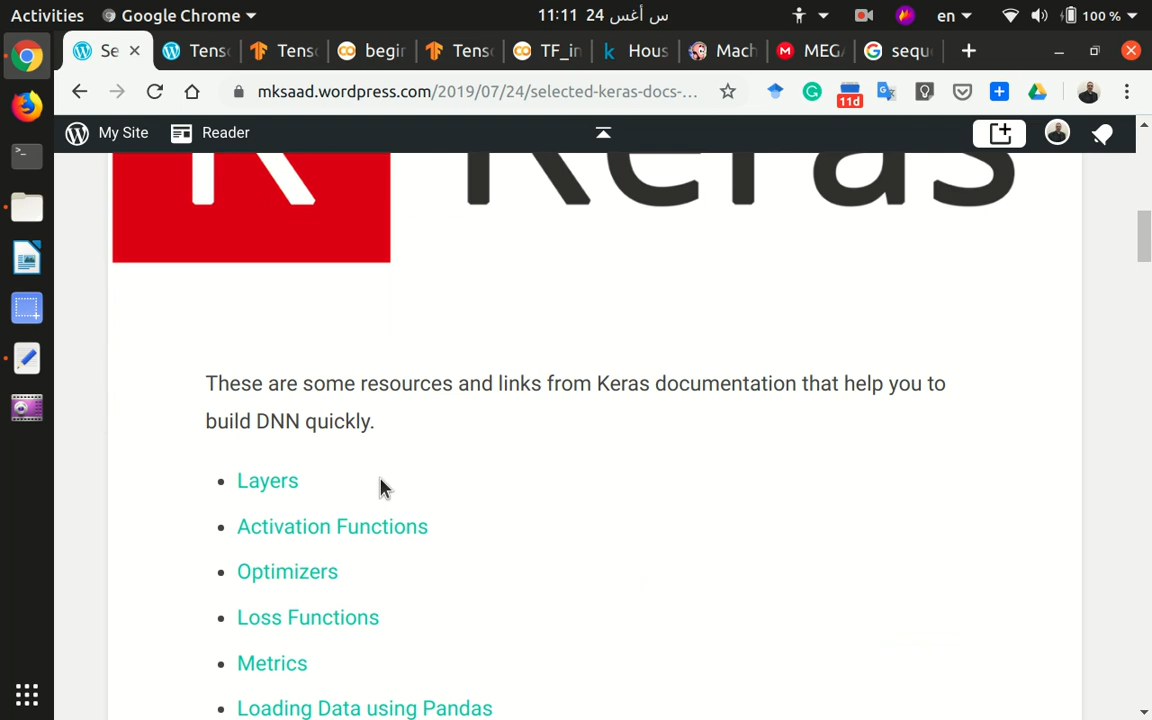 Activities Google Chrome 11:11 24 س أغس en 100 %
Se Tens Tens begir Tens TF_in Hous Mach MEGA sequ
mksaad.wordpress.com/2019/07/24/selected-keras-docs-...
11d
My Site Reader
K Keras
These are some resources and links from Keras documentation that help you to
build DNN quickly.
Layers
Activation Functions
Optimizers
Loss Functions
Metrics
Loading Data using Pandas